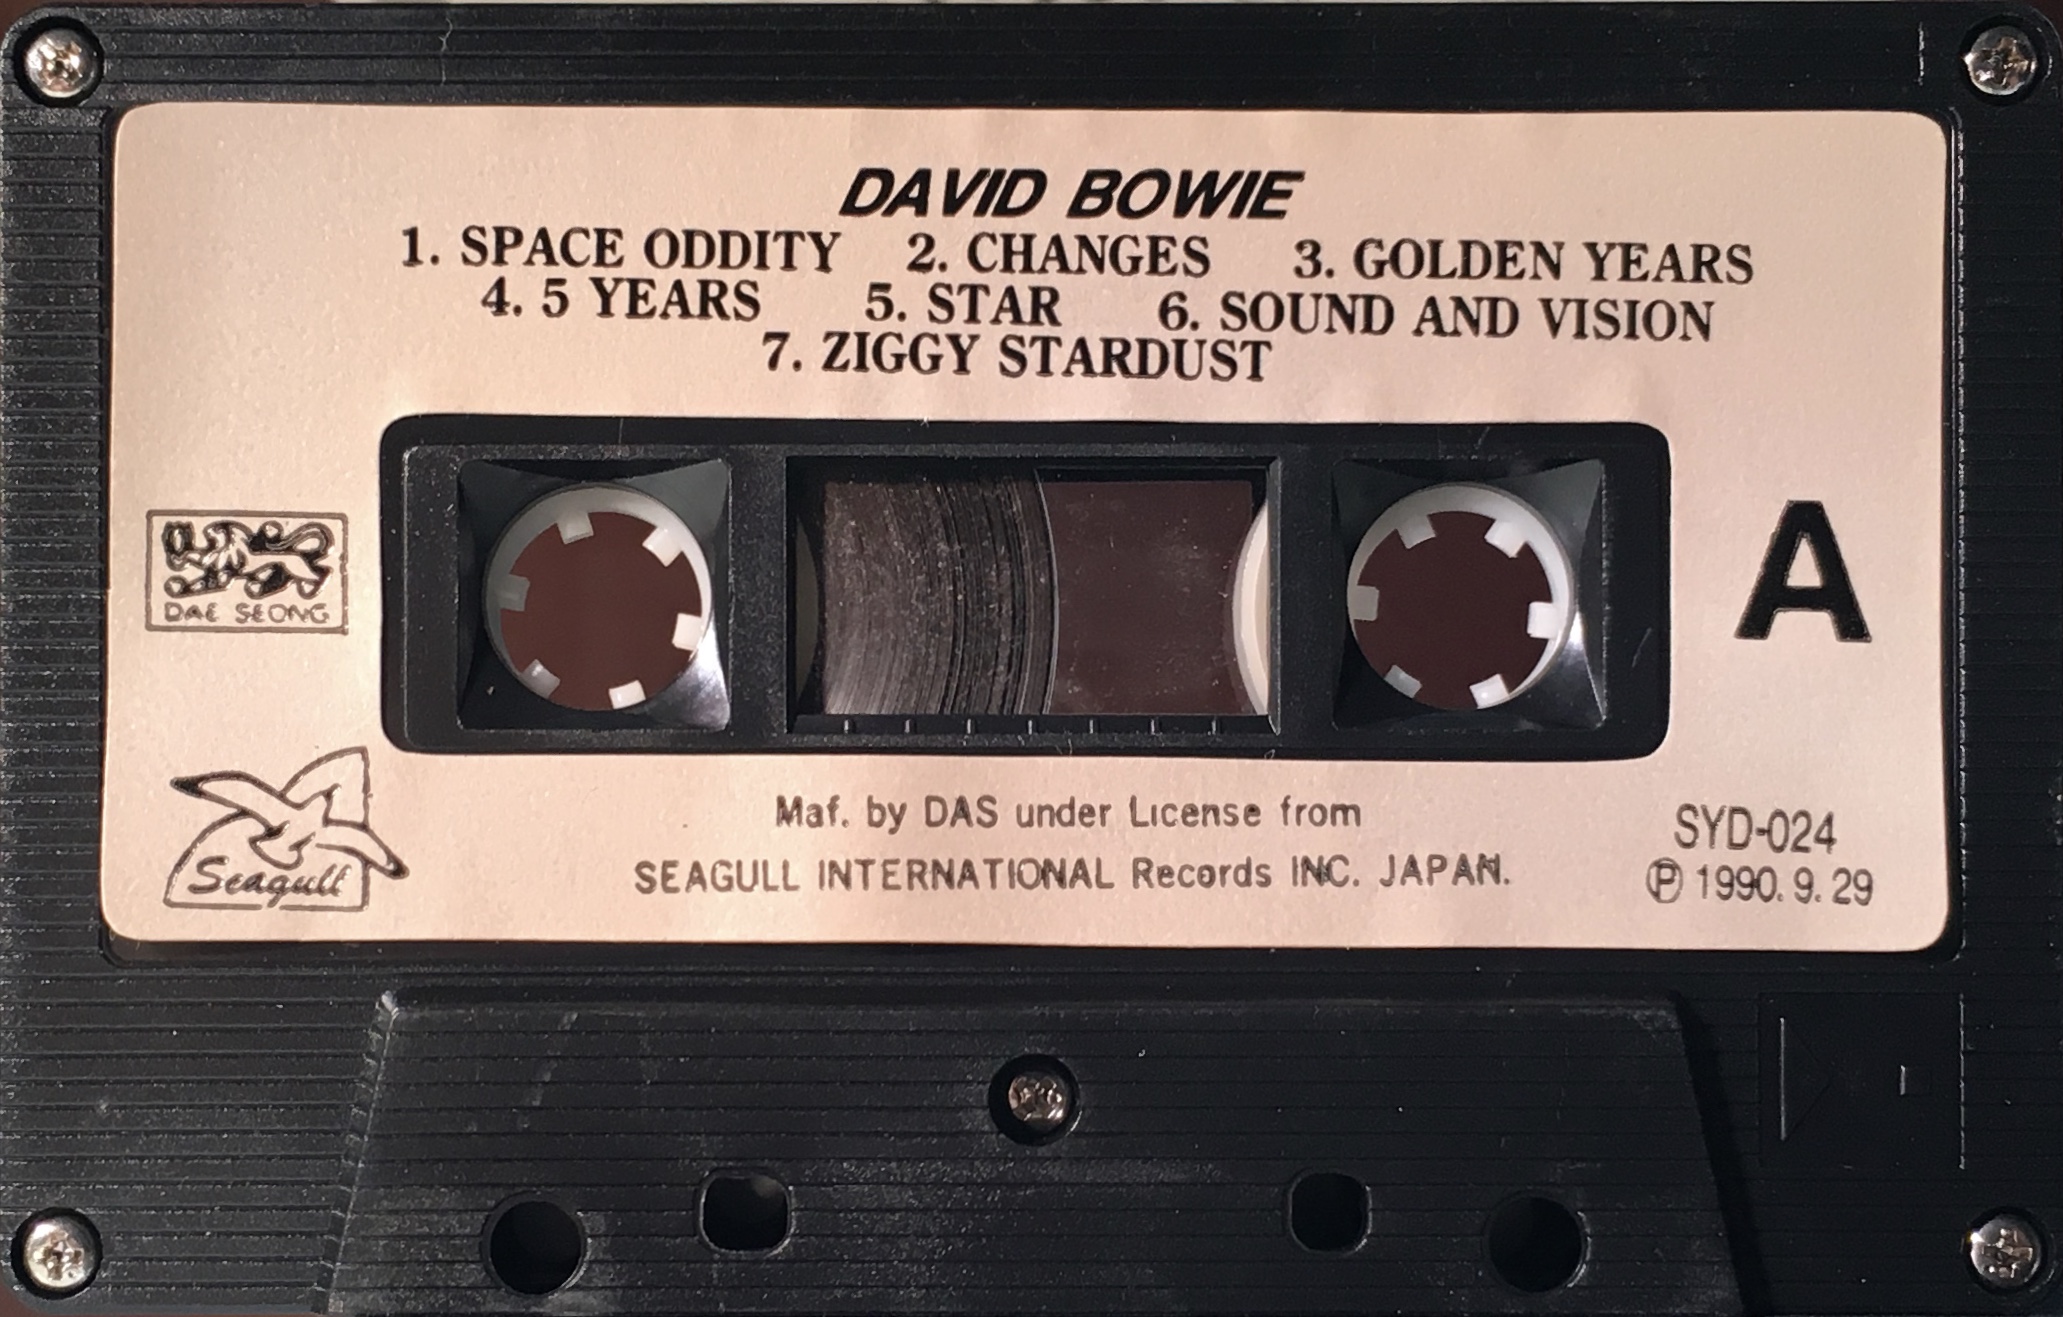 DAVID BOWIE
1. SPACE ODDITY 2. CHANGES 3. GOLDEN YEARS
4. 5 YEARS 5. STAR 6. SOUND AND VISION
7. ZIGGY STARDUST
DAE SEONG
A
Seagull
Maf. by DAS under License from
SEAGULL INTERNATIONAL Records INC. JAPAN.
SYD-024
Ⓟ 1990. 9. 29